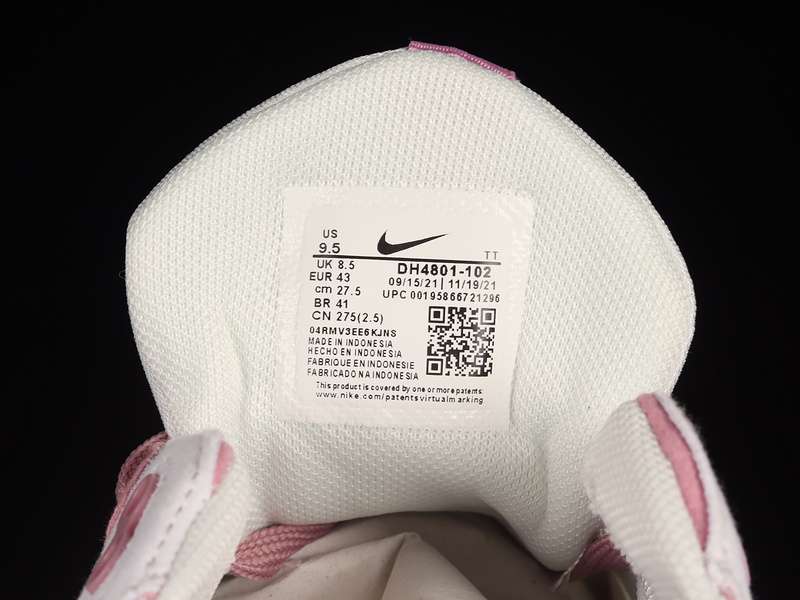 US
9.5
TT
UK 8.5
EUR 43
cm 27.5
BR 41
CN 275(2.5)
DH4801-102
09/15/21 | 11/19/21
UPC 00195866721296
04RMV3EE6KJNS
MADE IN INDONESIA
HECHO EN INDONESIA
FABRIQUE EN INDONESIE
FABRICADO NA INDONESIA
This product is covered by one or more patents:
www.nike.com/patentsvirtualmarking